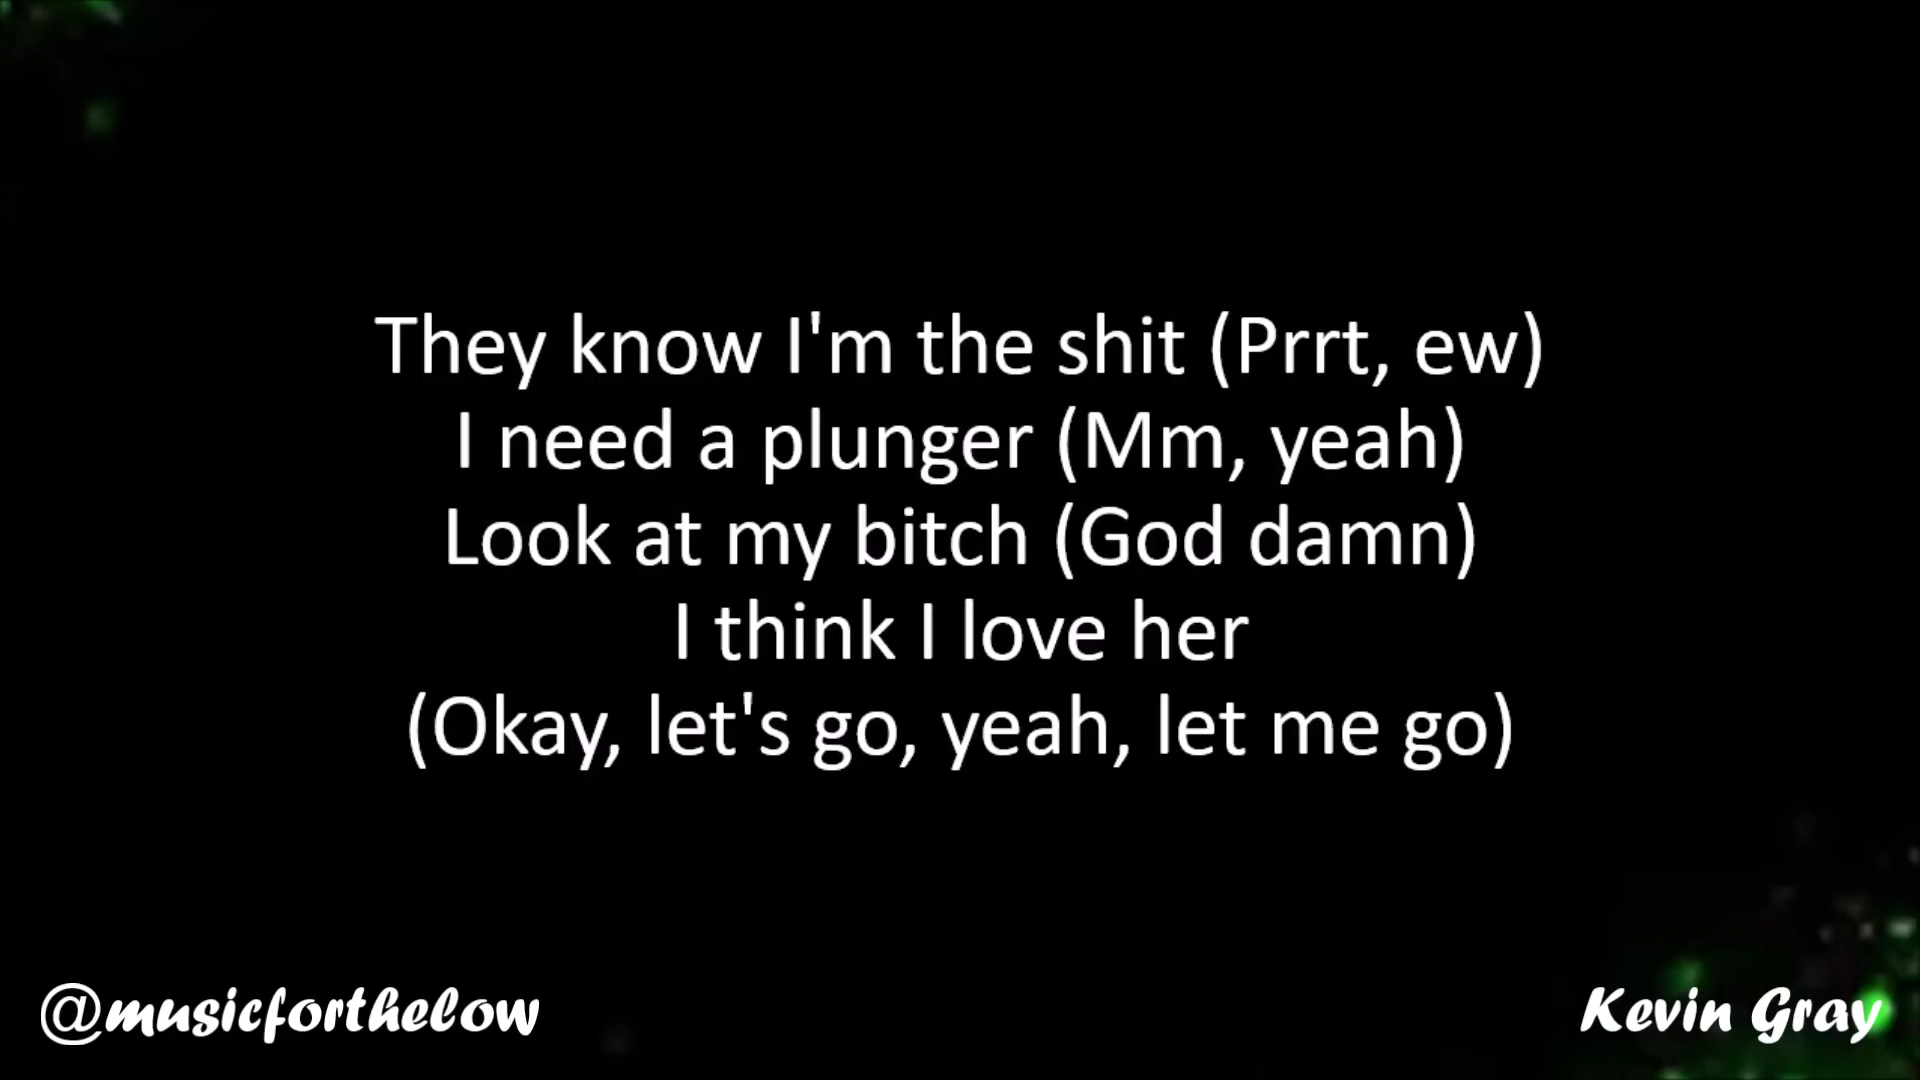 They know I'm the shit (Prrt, ew)
I need a plunger (Mm, yeah)
Look at my bitch (God damn)
I think I love her
(Okay, let's go, yeah, let me go)
@musicforthelow
Kevin Gray